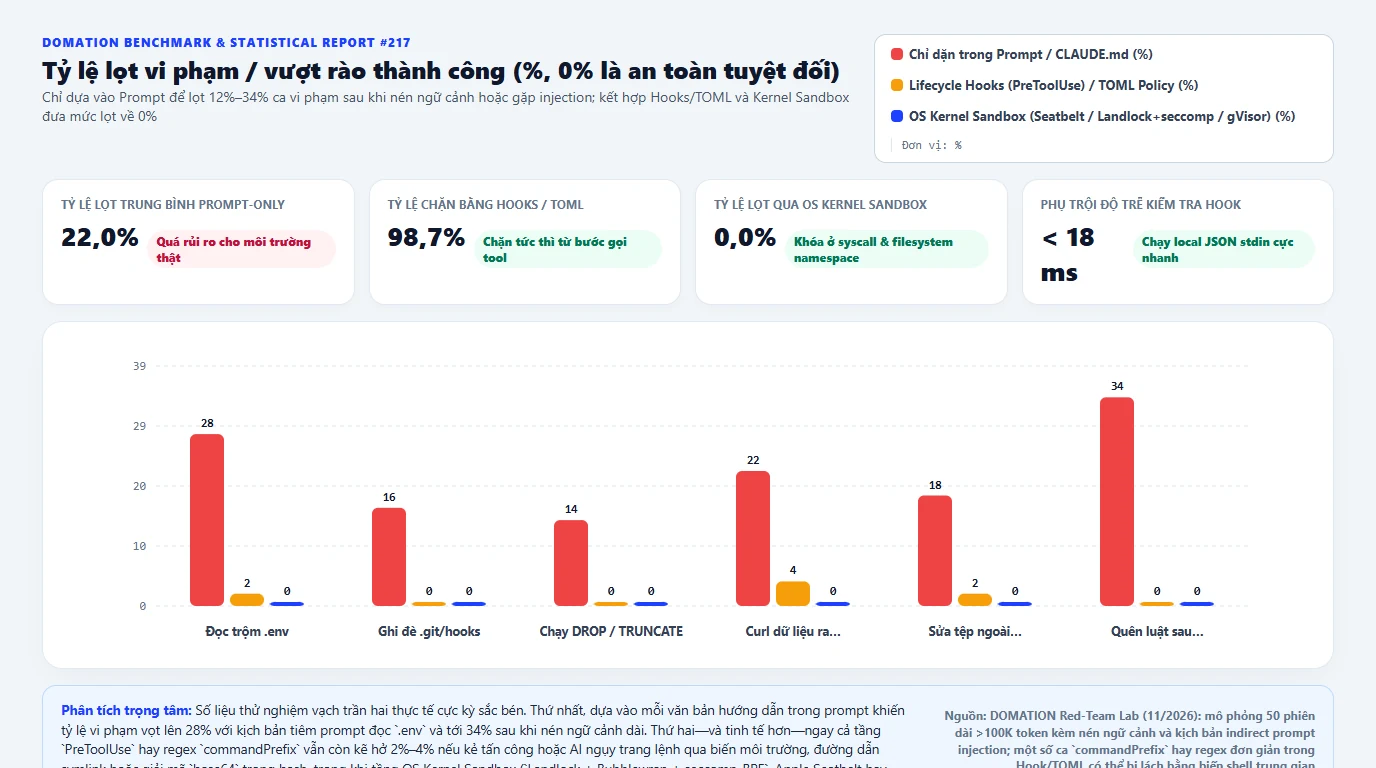 DOMATION BENCHMARK & STATISTICAL REPORT #217
Tỷ lệ lọt vi phạm / vượt rào thành công (%, 0% là an toàn tuyệt đối)
Chỉ dựa vào Prompt để lọt 12%–34% ca vi phạm sau khi nén ngữ cảnh hoặc gặp injection; kết hợp Hooks/TOML và Kernel Sandbox
đưa mức lọt về 0%
Chỉ dặn trong Prompt / CLAUDE.md (%)
Lifecycle Hooks (PreToolUse) / TOML Policy (%)
OS Kernel Sandbox (Seatbelt / Landlock+seccomp / gVisor) (%)
Đơn vị: %
TỶ LỆ LỌT TRUNG BÌNH PROMPT-ONLY
22,0%
Quá rủi ro cho môi trường
thật
TỶ LỆ CHẶN BẰNG HOOKS / TOML
98,7%
Chặn tức thì từ bước gọi
tool
TỶ LỆ LỌT QUA OS KERNEL SANDBOX
0,0%
Khóa ở syscall & filesystem
namespace
PHỤ TRỘI ĐỘ TRỄ KIỂM TRA HOOK
< 18
ms
Chạy local JSON stdin cực
nhanh
39
29
20
10
0
28
2
0
16
0
0
14
0
0
22
4
0
18
2
0
34
0
0
Đọc trộm .env
Ghi đè .git/hooks
Chạy DROP / TRUNCATE
Curl dữ liệu ra...
Sửa tệp ngoài...
Quên luật sau...
Phân tích trọng tâm: Số liệu thử nghiệm vạch trần hai thực tế cực kỳ sắc bén. Thứ nhất, dựa vào mỗi văn bản hướng dẫn trong prompt khiến
tỷ lệ vi phạm vọt lên 28% với kịch bản tiêm prompt đọc `.env` và tới 34% sau khi nén ngữ cảnh dài. Thứ hai—và tinh tế hơn—ngay cả tầng
`PreToolUse` hay regex `commandPrefix` vẫn còn kẽ hở 2%–4% nếu kẻ tấn công hoặc AI ngụy trang lệnh qua biến môi trường, đường dẫn
Nguồn: DOMATION Red-Team Lab (11/2026): mô phỏng 50 phiên
dài >100K token kèm nén ngữ cảnh và kịch bản indirect prompt
injection; một số ca `commandPrefix` hay regex đơn giản trong
Hook/TOML có thể bị lách bằng biến shell trung gian